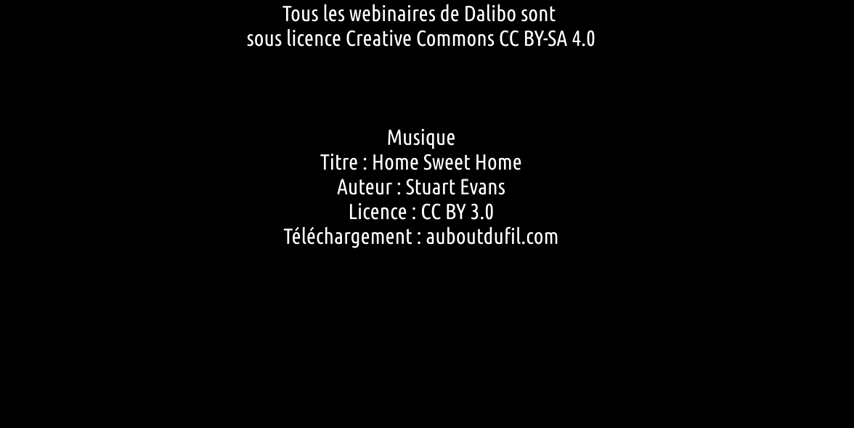 Tous les webinaires de Dalibo sont
sous licence Creative Commons CC BY-SA 4.0
Musique
Titre : Home Sweet Home
Auteur : Stuart Evans
Licence : CC BY 3.0
Téléchargement : auboutdufil.com